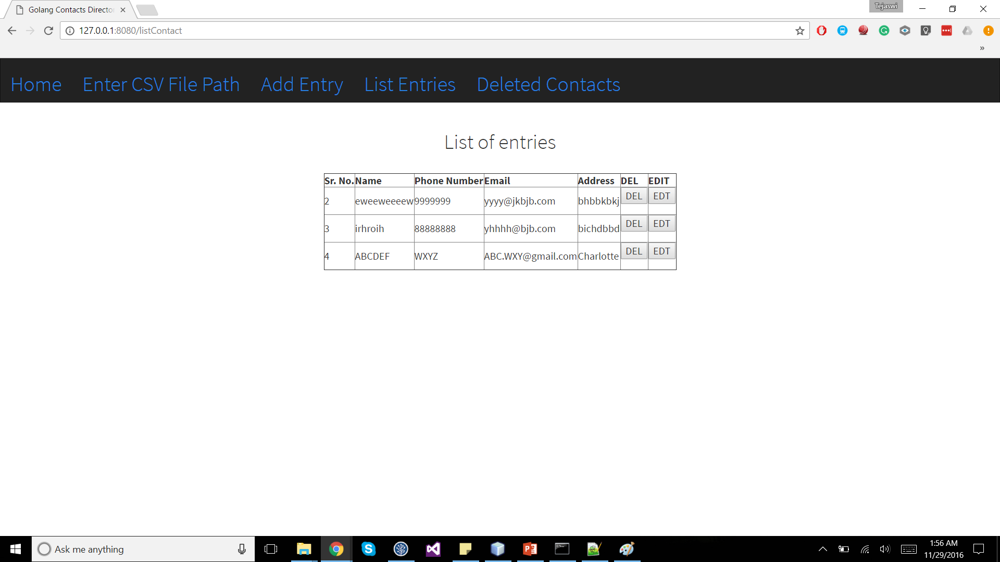 Golang Contacts Directo
Tejaswi
127.0.0.1:8080/listContact
»
Home Enter CSV File Path Add Entry List Entries Deleted Contacts
List of entries
Sr. No. Name Phone Number Email Address DEL EDIT
2 eweeweeeew 9999999 yyyy@jkbjb.com bhbbkbkj DEL EDT
3 irhroih 88888888 yhhhh@bjb.com bichdbbd DEL EDT
4 ABCDEF WXYZ ABC.WXY@gmail.com Charlotte DEL EDT
Ask me anything
1:56 AM
11/29/2016